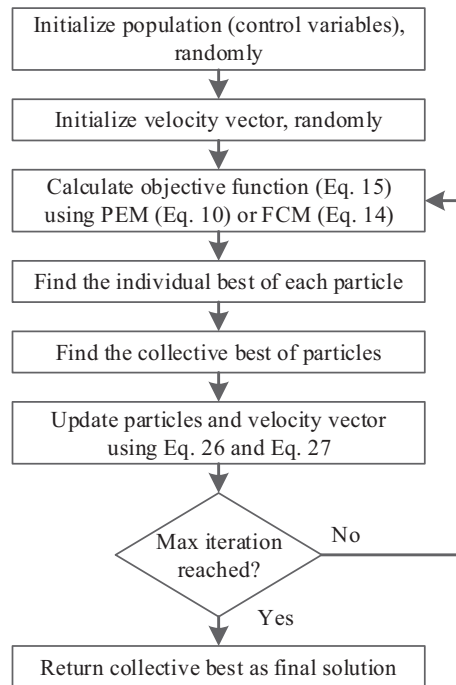 Initialize population (control variables),
randomly
Initialize velocity vector, randomly
Calculate objective function (Eq. 15)
using PEM (Eq. 10) or FCM (Eq. 14)
Find the individual best of each particle
Find the collective best of particles
Update particles and velocity vector
using Eq. 26 and Eq. 27
Max iteration
reached?
No
Yes
Return collective best as final solution